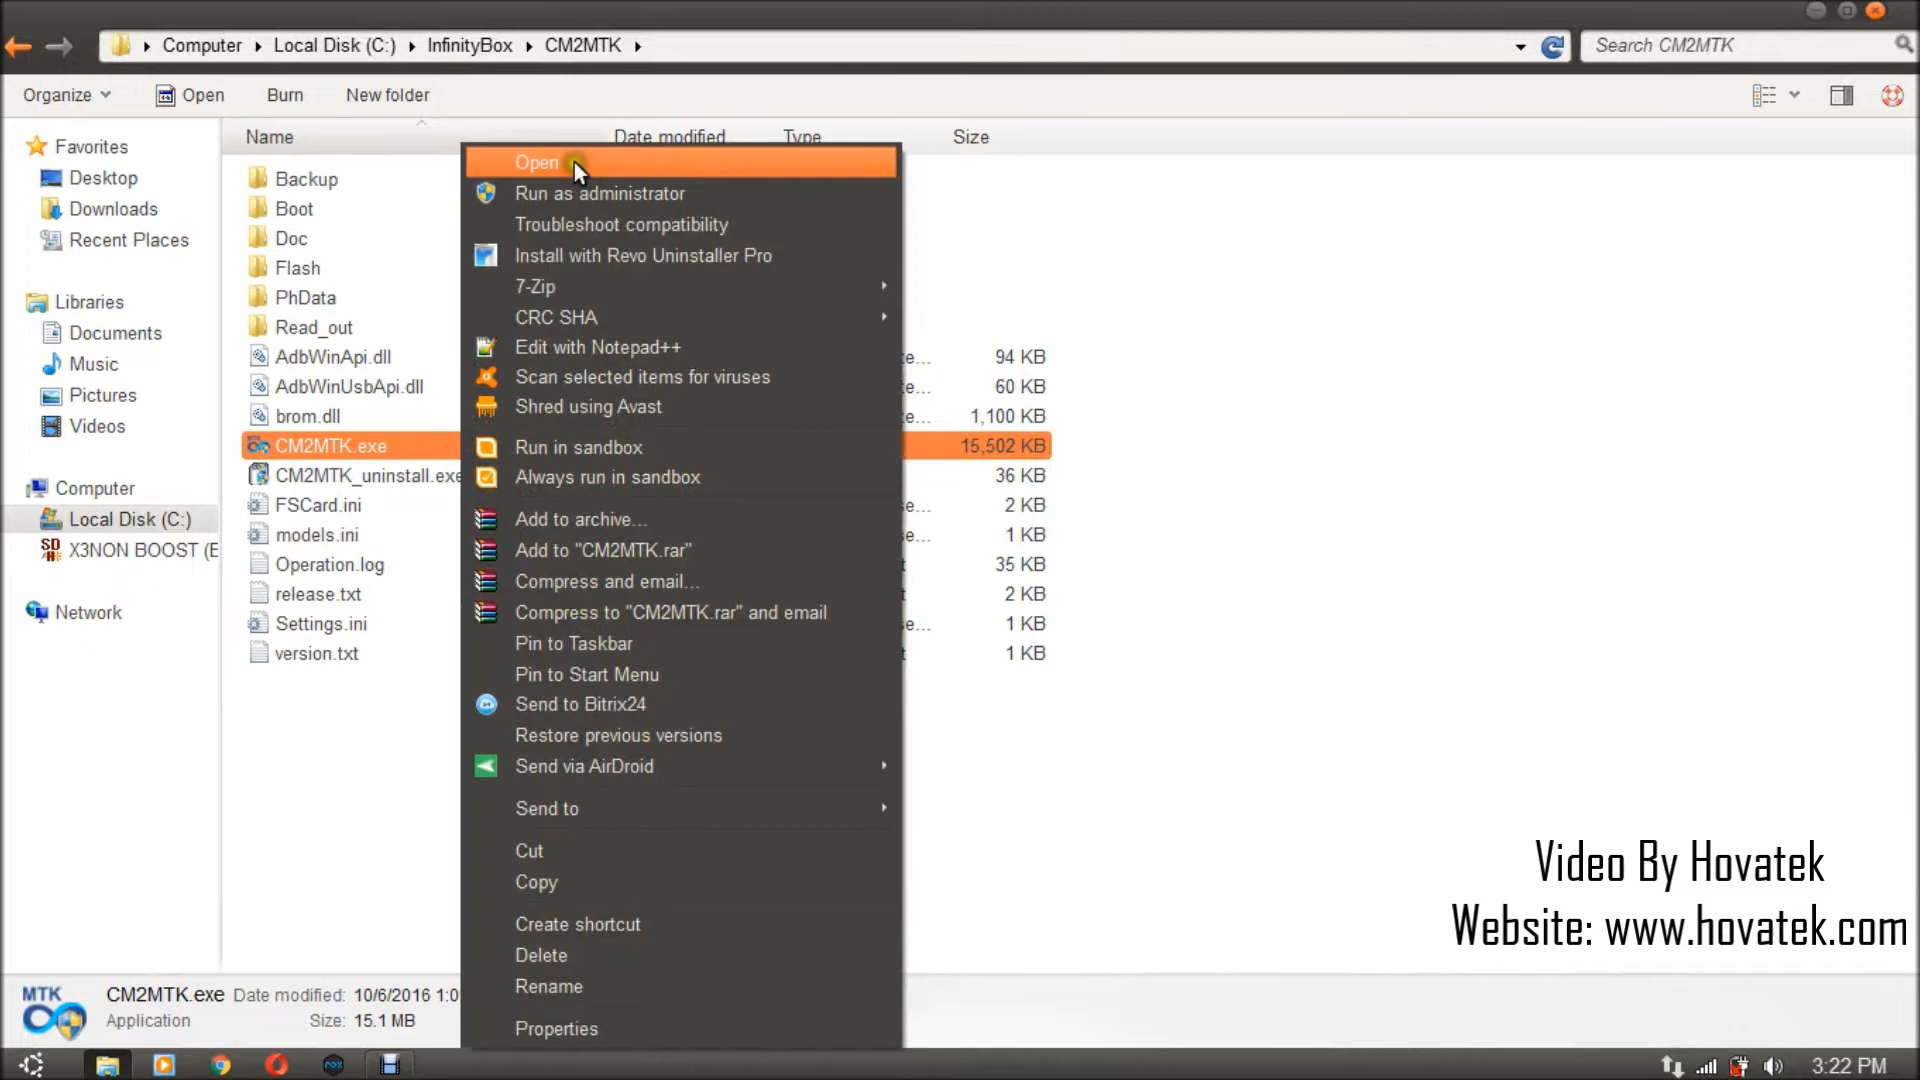 Computer
Local Disk (C:)
InfinityBox
CM2MTK
Search CM2MTK
Organize
Open
Burn
New folder
Name
Date modified
Type
Size
Favorites
Desktop
Downloads
Recent Places
Libraries
Documents
Music
Pictures
Videos
Computer
Local Disk (C:)
X3NON BOOST (E
Network
Backup
Boot
Doc
Flash
PhData
Read_out
AdbWinApi.dll
te...
94 KB
AdbWinUsbApi.dll
te...
60 KB
brom.dll
te...
1,100 KB
CM2MTK.exe
15,502 KB
CM2MTK_uninstall.exe
36 KB
FSCard.ini
se...
2 KB
models.ini
se...
1 KB
Operation.log
t
35 KB
release.txt
t
2 KB
Settings.ini
se...
1 KB
version.txt
t
1 KB
Open
Run as administrator
Troubleshoot compatibility
Install with Revo Uninstaller Pro
7-Zip
CRC SHA
Edit with Notepad++
Scan selected items for viruses
Shred using Avast
Run in sandbox
Always run in sandbox
Add to archive...
Add to "CM2MTK.rar"
Compress and email...
Compress to "CM2MTK.rar" and email
Pin to Taskbar
Pin to Start Menu
Send to Bitrix24
Restore previous versions
Send via AirDroid
Send to
Cut
Copy
Create shortcut
Delete
Rename
Properties
Video By Hovatek
Website: www.hovatek.com
MTK
CM2MTK.exe Date modified: 10/6/2016 1:0
Application Size: 15.1 MB
3:22 PM